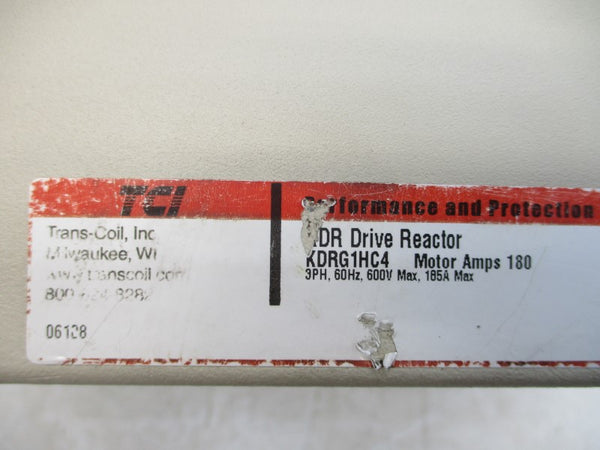 TCI
Performance and Protection
Trans-Coil, Inc
Milwaukee, WI
www.transcoil.com
KDR Drive Reactor
KDRG1HC4 Motor Amps 180
3PH, 60Hz, 600V Max, 185A Max